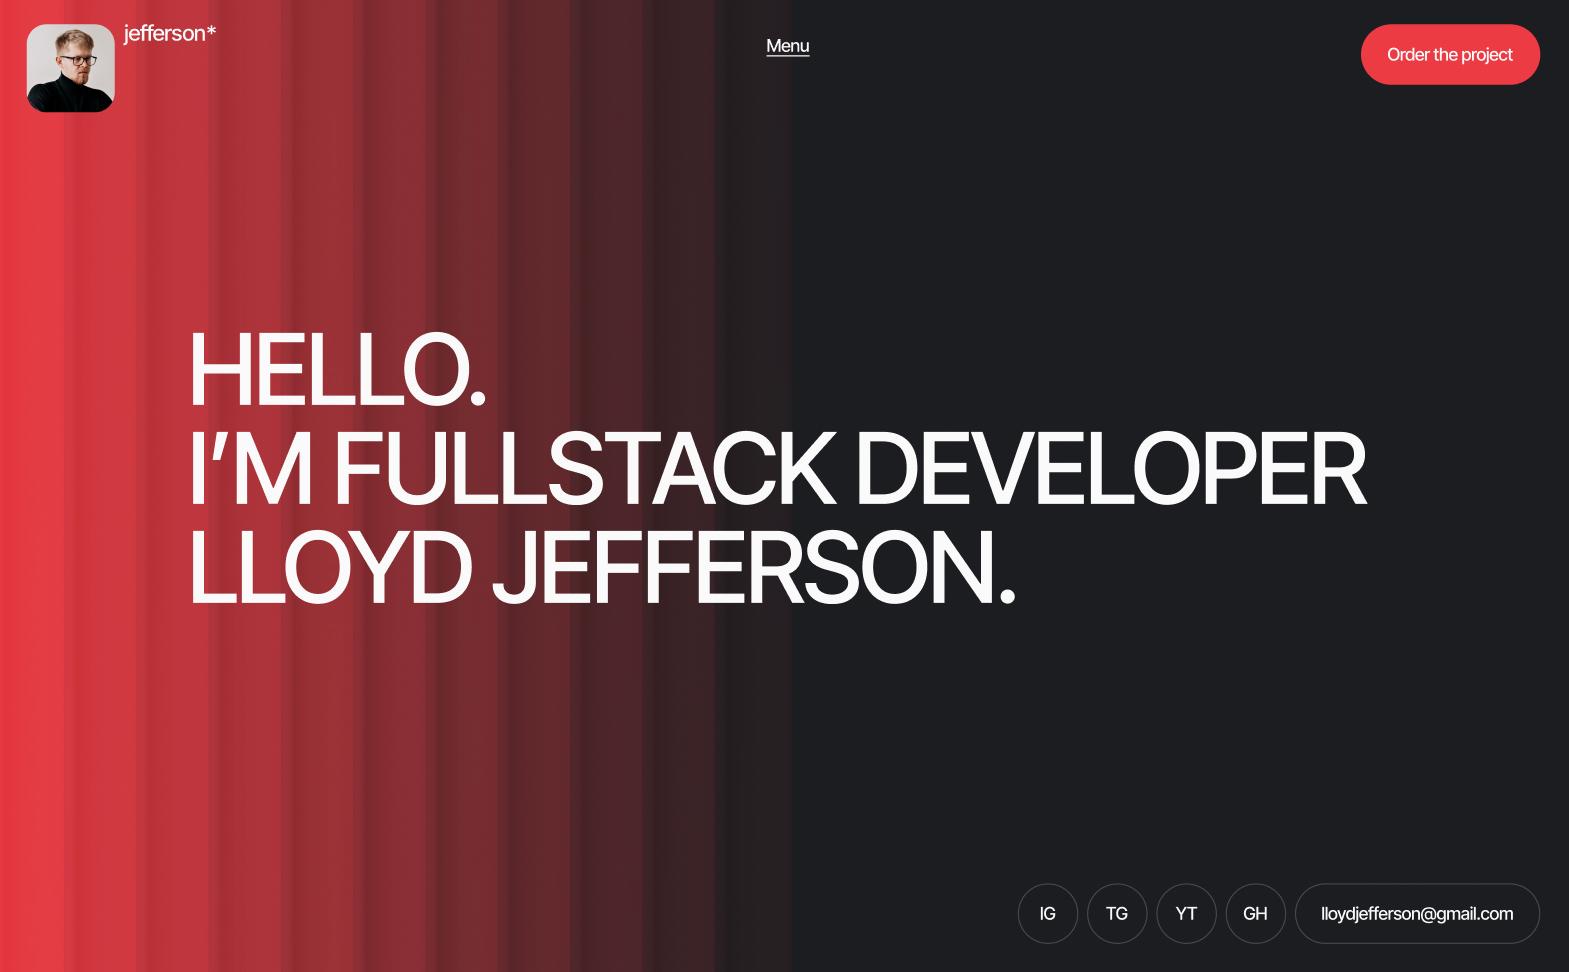 jefferson*
Menu
Order the project
HELLO.
I’M FULLSTACK DEVELOPER
LLOYD JEFFERSON.
IG
TG
YT
GH
lloydjefferson@gmail.com